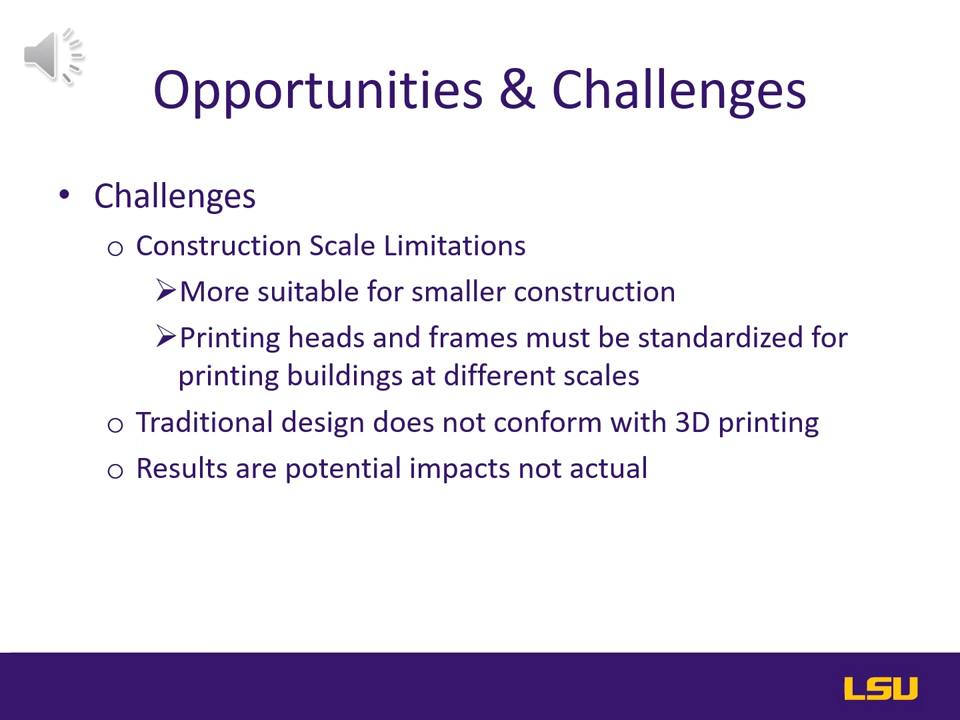 Opportunities & Challenges
• Challenges
o Construction Scale Limitations
➢More suitable for smaller construction
➢Printing heads and frames must be standardized for
printing buildings at different scales
o Traditional design does not conform with 3D printing
o Results are potential impacts not actual
LSU